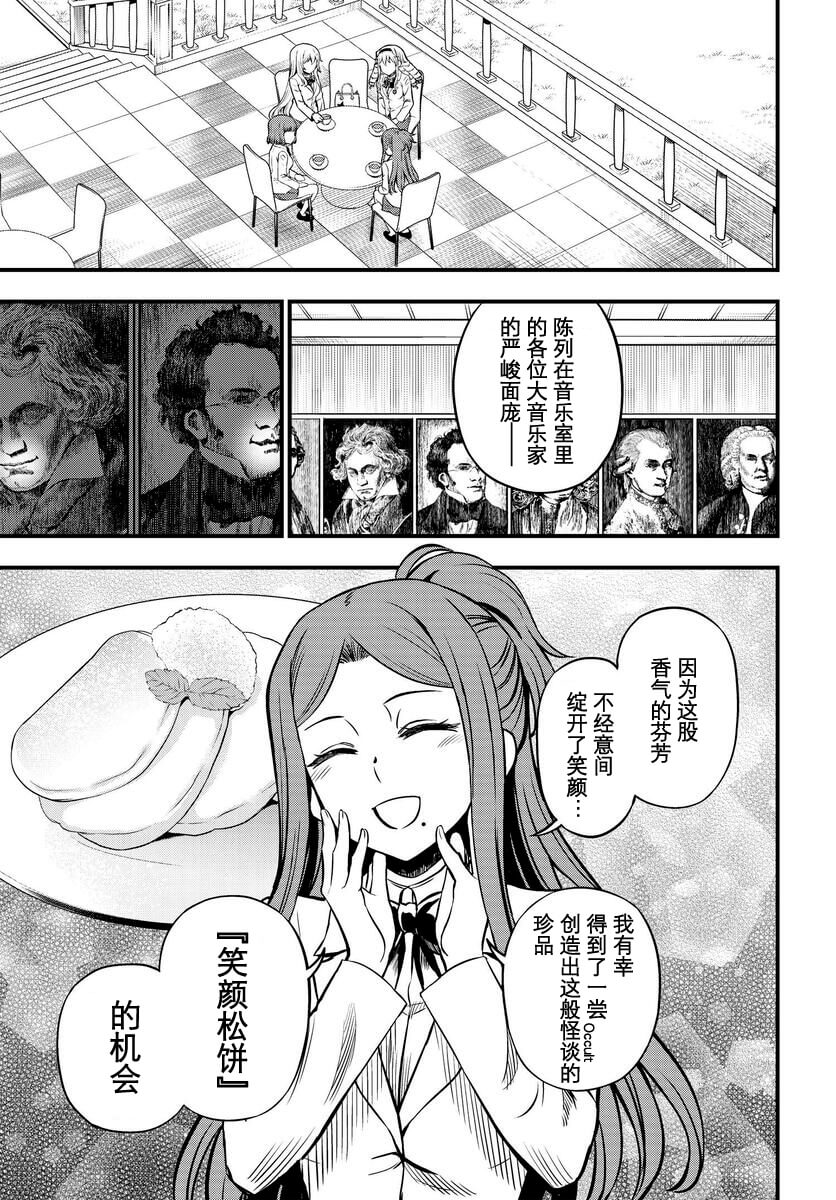 陈列在音乐室里
的各位大音乐家
的严峻面庞——
因为这股
香气的芬芳
不经意间
绽开了笑颜…
我有幸
得到了一尝
创造出这般怪谈的
Occult
珍品
『笑颜松饼』
的机会